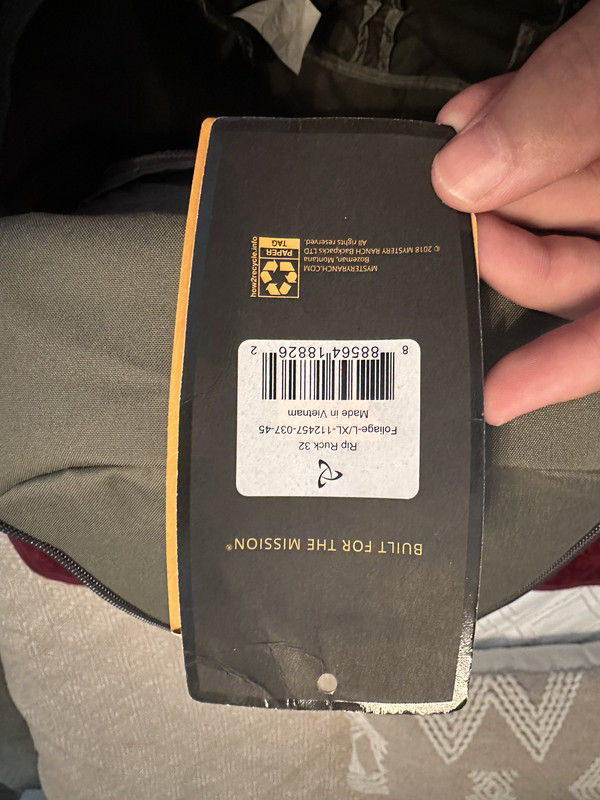 BUILT FOR THE MISSION®
Rip Ruck 32
Foliage-L/XL-112457-037-45
Made in Vietnam
8 88564 18826 2
MYSTERYRANCH.COM
Bozeman, Montana
© 2018 MYSTERY RANCH Backpacks LTD
All rights reserved.
PAPER
TAG
how2recycle.info
W